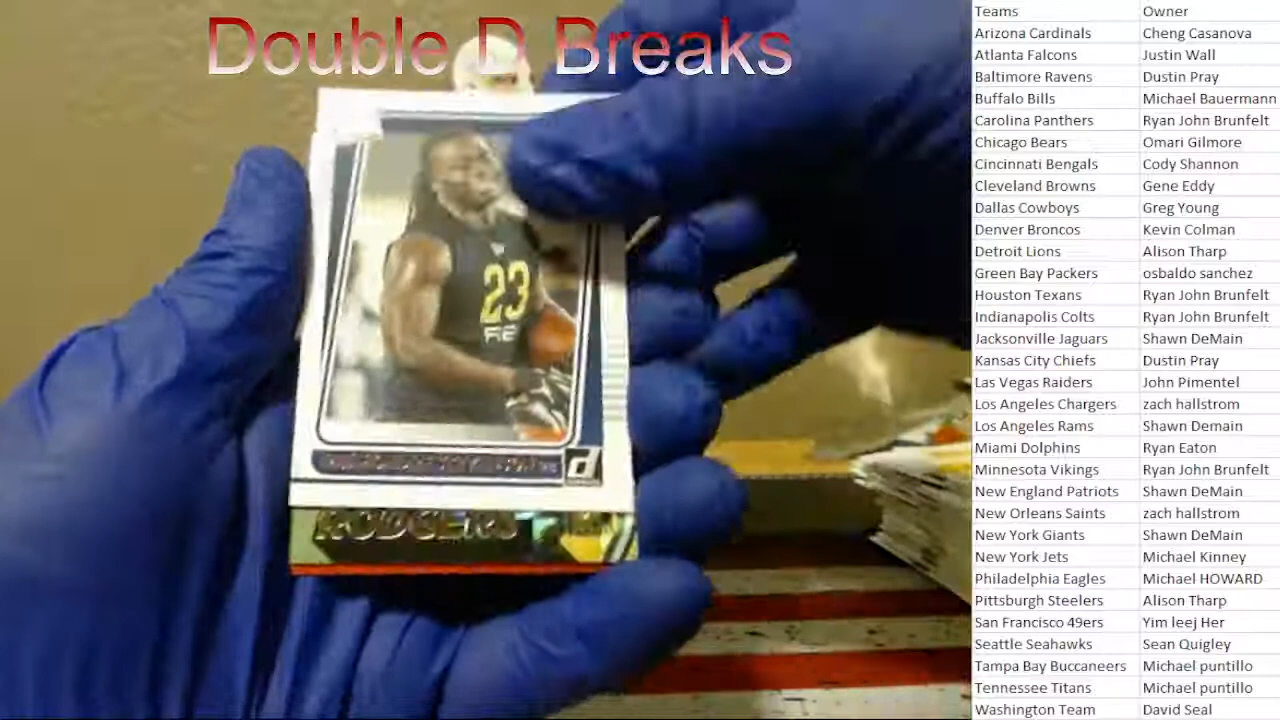 Double D Breaks
23
RB
d
RODGERS
Teams Owner
Arizona Cardinals Cheng Casanova
Atlanta Falcons Justin Wall
Baltimore Ravens Dustin Pray
Buffalo Bills Michael Bauermann
Carolina Panthers Ryan John Brunfelt
Chicago Bears Omari Gilmore
Cincinnati Bengals Cody Shannon
Cleveland Browns Gene Eddy
Dallas Cowboys Greg Young
Denver Broncos Kevin Colman
Detroit Lions Alison Tharp
Green Bay Packers osbaldo sanchez
Houston Texans Ryan John Brunfelt
Indianapolis Colts Ryan John Brunfelt
Jacksonville Jaguars Shawn DeMain
Kansas City Chiefs Dustin Pray
Las Vegas Raiders John Pimentel
Los Angeles Chargers zach hallstrom
Los Angeles Rams Shawn Demain
Miami Dolphins Ryan Eaton
Minnesota Vikings Ryan John Brunfelt
New England Patriots Shawn DeMain
New Orleans Saints zach hallstrom
New York Giants Shawn DeMain
New York Jets Michael Kinney
Philadelphia Eagles Michael HOWARD
Pittsburgh Steelers Alison Tharp
San Francisco 49ers Yim leej Her
Seattle Seahawks Sean Quigley
Tampa Bay Buccaneers Michael puntillo
Tennessee Titans Michael puntillo
Washington Team David Seal